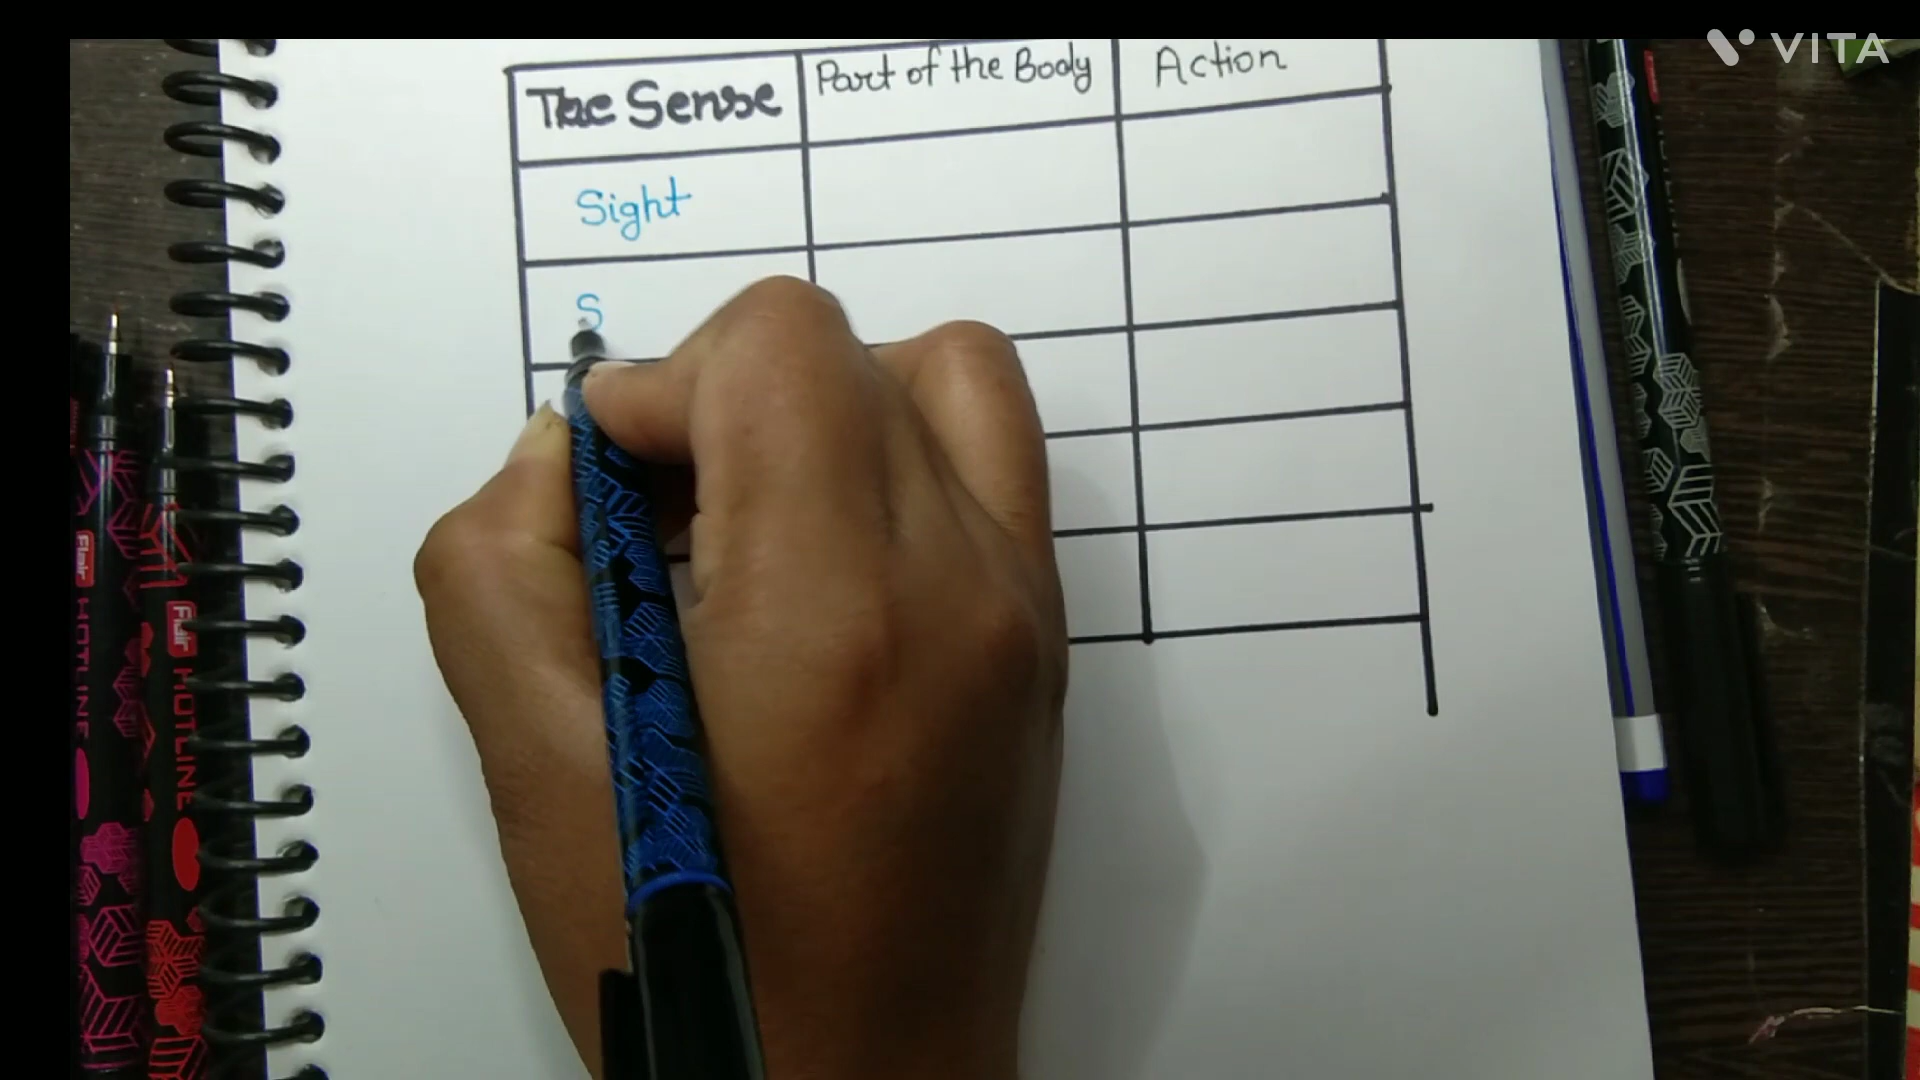 VITA
The Sense Part of the Body Action
Sight
S
Flair HOTLINE
Flair HOTLINE